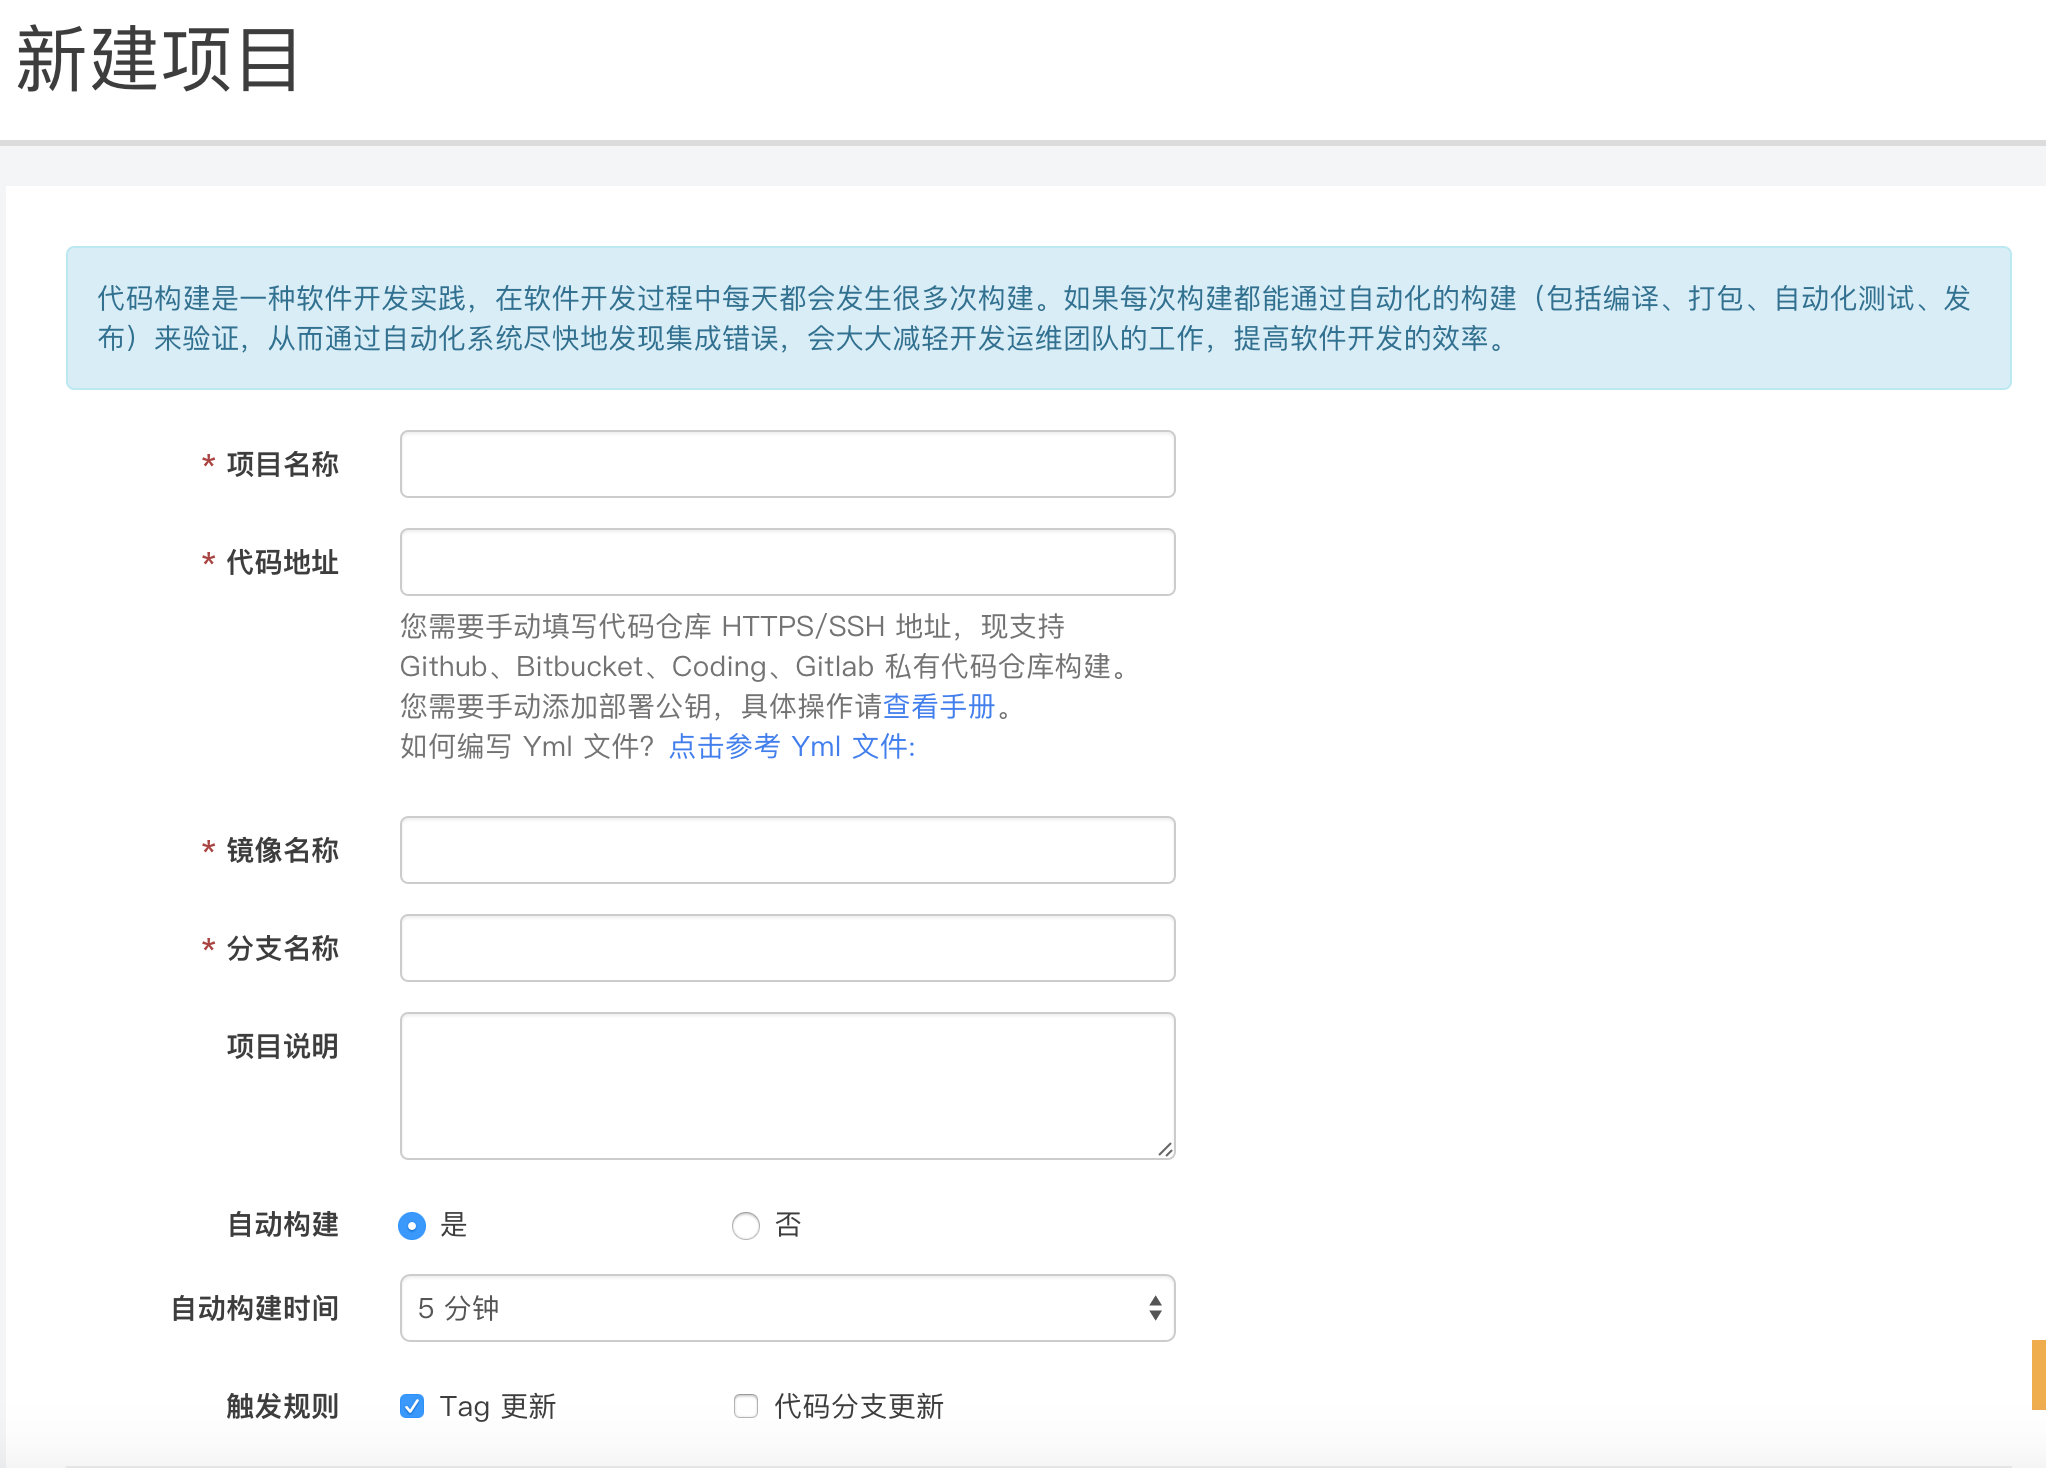 新建项目
代码构建是一种软件开发实践，在软件开发过程中每天都会发生很多次构建。如果每次构建都能通过自动化的构建（包括编译、打包、自动化测试、发
布）来验证，从而通过自动化系统尽快地发现集成错误，会大大减轻开发运维团队的工作，提高软件开发的效率。
* 项目名称
* 代码地址
您需要手动填写代码仓库 HTTPS/SSH 地址，现支持
Github、Bitbucket、Coding、Gitlab 私有代码仓库构建。
您需要手动添加部署公钥，具体操作请查看手册。
如何编写 Yml 文件？点击参考 Yml 文件:
* 镜像名称
* 分支名称
项目说明
自动构建 是 否
自动构建时间 5 分钟
触发规则 Tag 更新 代码分支更新